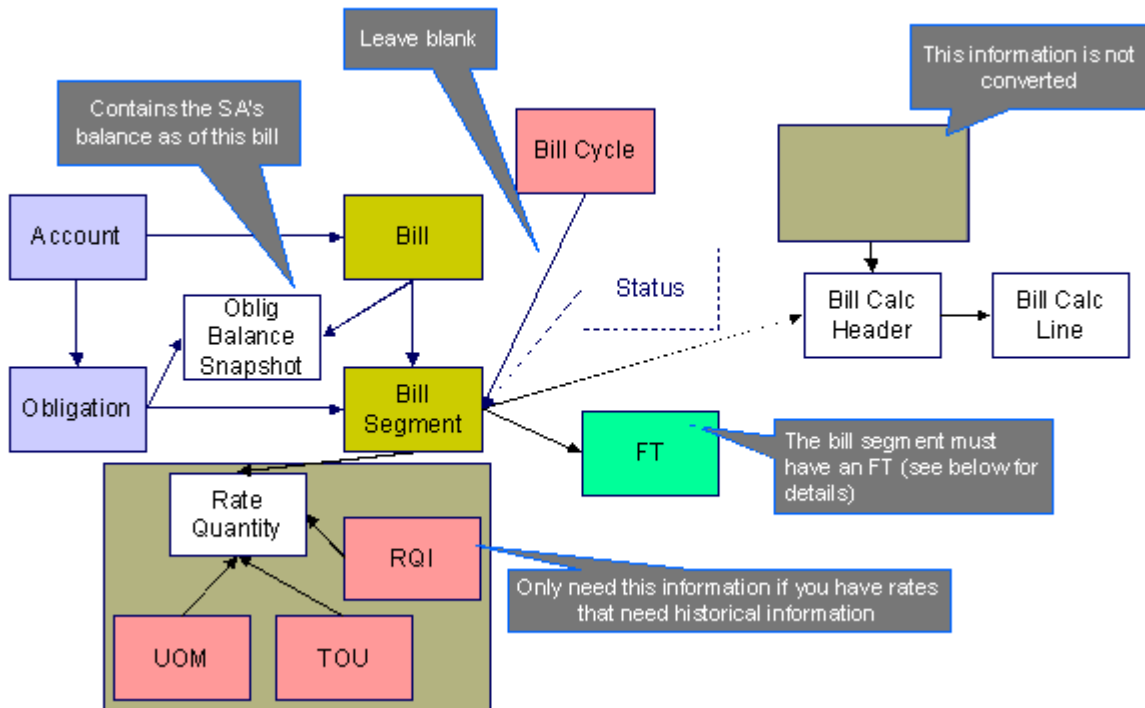 Leave blank
This information is not
converted
Contains the SA's
balance as of this bill
Bill Cycle
Account
Bill
Status
Oblig
Balance
Snapshot
Bill Calc
Header
Bill Calc
Line
Obligation
Bill
Segment
FT
The bill segment must
have an FT (see below for
details)
Rate
Quantity
RQI
Only need this information if you have rates
that need historical information
UOM
TOU